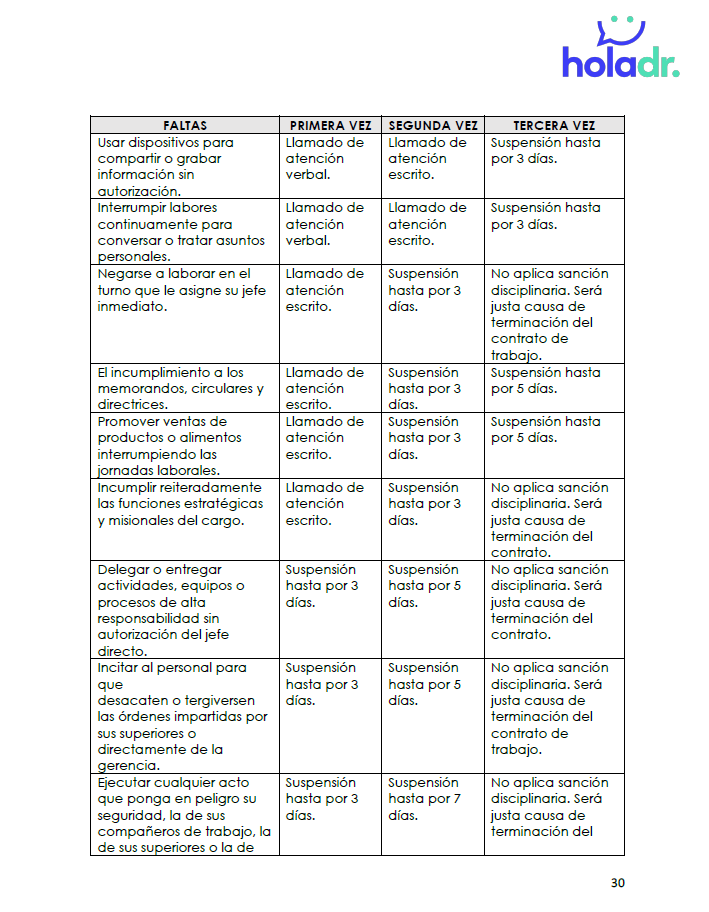 holadr.
FALTAS PRIMERA VEZ SEGUNDA VEZ TERCERA VEZ
Usar dispositivos para
compartir o grabar
información sin
autorización.
Llamado de
atención
verbal.
Llamado de
atención
escrito.
Suspensión hasta
por 3 días.
Interrumpir labores
continuamente para
conversar o tratar asuntos
personales.
Llamado de
atención
verbal.
Llamado de
atención
escrito.
Suspensión hasta
por 3 días.
Negarse a laborar en el
turno que le asigne su jefe
inmediato.
Llamado de
atención
escrito.
Suspensión
hasta por 3
días.
No aplica sanción
disciplinaria. Será
justa causa de
terminación del
contrato de
trabajo.
El incumplimiento a los
memorandos, circulares y
directrices.
Llamado de
atención
escrito.
Suspensión
hasta por 3
días.
Suspensión hasta
por 5 días.
Promover ventas de
productos o alimentos
interrumpiendo las
jornadas laborales.
Llamado de
atención
escrito.
Suspensión
hasta por 3
días.
Suspensión hasta
por 5 días.
Incumplir reiteradamente
las funciones estratégicas
y misionales del cargo.
Llamado de
atención
escrito.
Suspensión
hasta por 3
días.
No aplica sanción
disciplinaria. Será
justa causa de
terminación del
contrato.
Delegar o entregar
actividades, equipos o
procesos de alta
responsabilidad sin
autorización del jefe
directo.
Suspensión
hasta por 3
días.
Suspensión
hasta por 5
días.
No aplica sanción
disciplinaria. Será
justa causa de
terminación del
contrato.
Incitar al personal para
que
desacaten o tergiversen
las órdenes impartidas por
sus superiores o
directamente de la
gerencia.
Suspensión
hasta por 3
días.
Suspensión
hasta por 5
días.
No aplica sanción
disciplinaria. Será
justa causa de
terminación del
contrato de
trabajo.
Ejecutar cualquier acto
que ponga en peligro su
seguridad, la de sus
compañeros de trabajo, la
de sus superiores o la de
Suspensión
hasta por 3
días.
Suspensión
hasta por 7
días.
No aplica sanción
disciplinaria. Será
justa causa de
terminación del
30